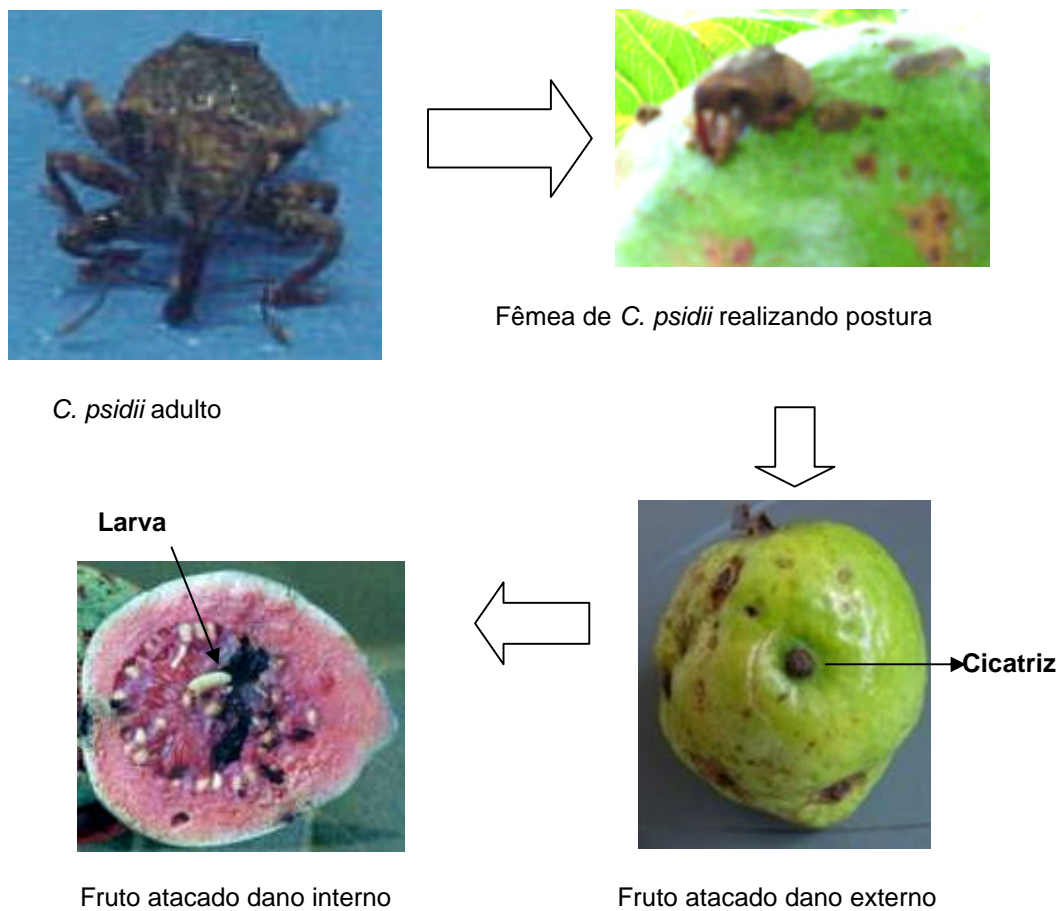 Fêmea de C. psidii realizando postura
C. psidii adulto
Larva
Cicatriz
Fruto atacado dano interno
Fruto atacado dano externo